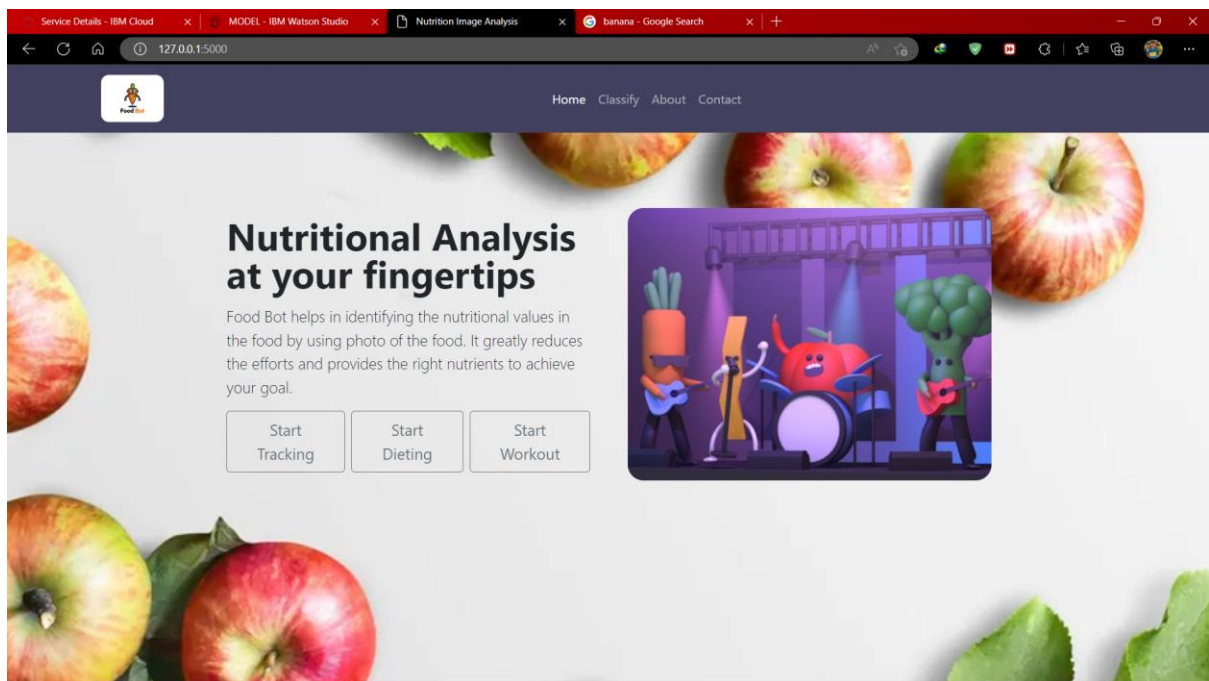 Service Details - IBM Cloud
MODEL - IBM Watson Studio
Nutrition Image Analysis
banana - Google Search
127.0.0.1:5000
Food Bot
Home Classify About Contact
Nutritional Analysis
at your fingertips
Food Bot helps in identifying the nutritional values in
the food by using photo of the food. It greatly reduces
the efforts and provides the right nutrients to achieve
your goal.
Start
Tracking
Start
Dieting
Start
Workout